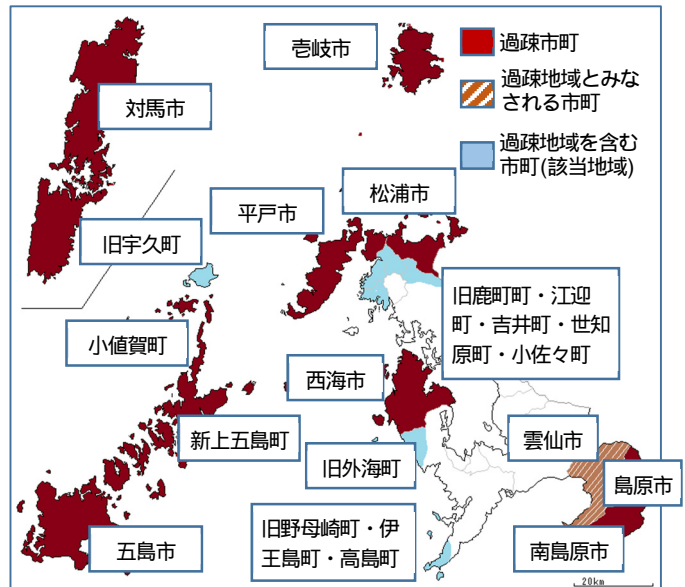 壱岐市
過疎市町
過疎地域とみな
される市町
過疎地域を含む
市町(該当地域)
対馬市
松浦市
平戸市
旧宇久町
旧鹿町町・江迎
町・吉井町・世知
原町・小佐々町
小値賀町
西海市
新上五島町
雲仙市
旧外海町
島原市
旧野母崎町・伊
王島町・高島町
五島市
南島原市
20km